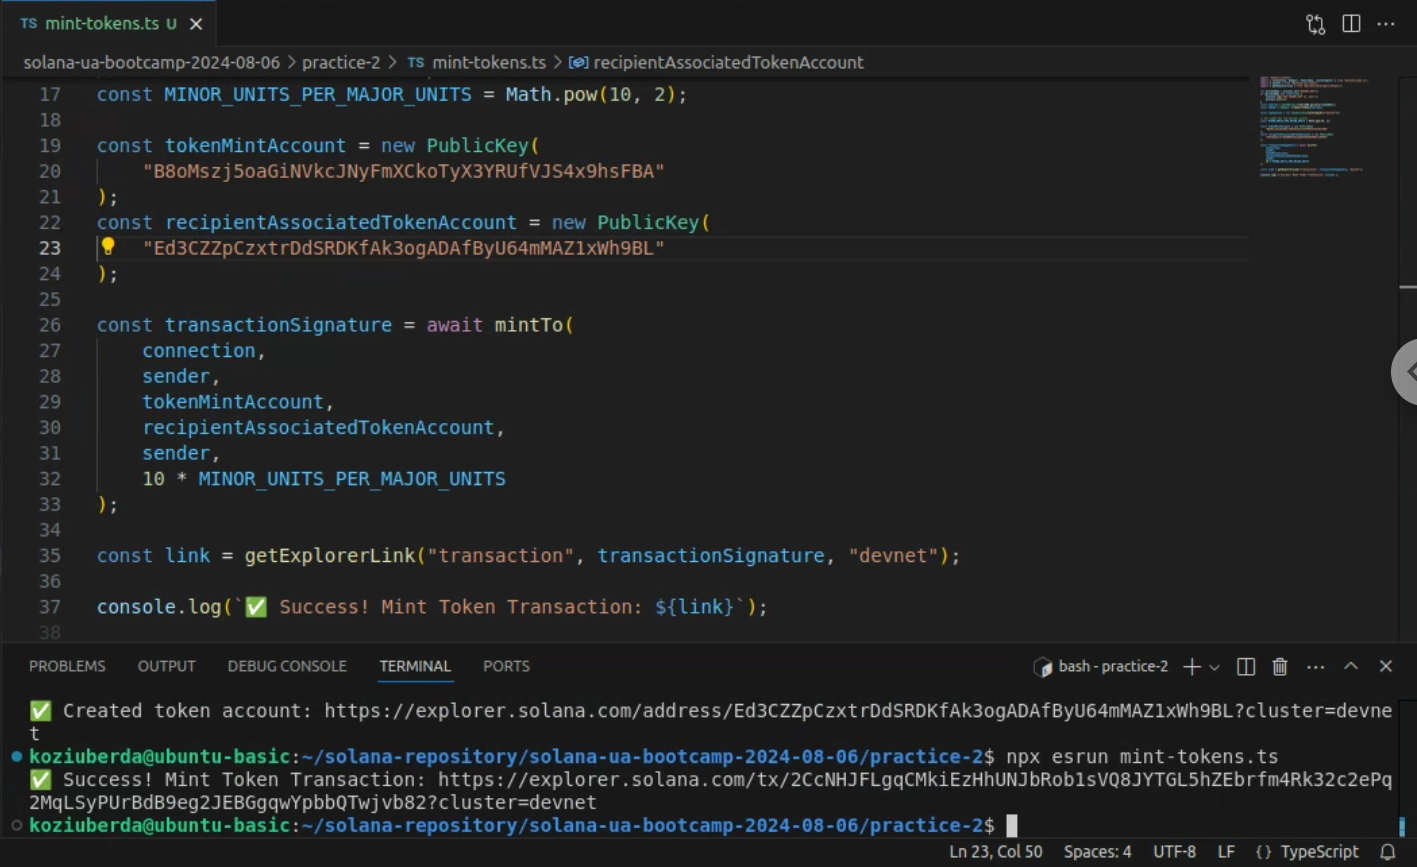 TS mint-tokens.ts U ×
solana-ua-bootcamp-2024-08-06 > practice-2 > TS mint-tokens.ts > recipientAssociatedTokenAccount
17 const MINOR_UNITS_PER_MAJOR_UNITS = Math.pow(10, 2);
18
19 const tokenMintAccount = new PublicKey(
20 "B8oMszj5oaGiNVkcJNyFmXCkoTyX3YRUfVJS4x9hsFBA"
21 );
22 const recipientAssociatedTokenAccount = new PublicKey(
23 "Ed3CZZpCzxtrDdSRDKfAk3ogADAfByU64mMAZ1xWh9BL"
24 );
25
26 const transactionSignature = await mintTo(
27 connection,
28 sender,
29 tokenMintAccount,
30 recipientAssociatedTokenAccount,
31 sender,
32 10 * MINOR_UNITS_PER_MAJOR_UNITS
33 );
34
35 const link = getExplorerLink("transaction", transactionSignature, "devnet");
36
37 console.log(`✅ Success! Mint Token Transaction: ${link}`);
38
PROBLEMS OUTPUT DEBUG CONSOLE TERMINAL PORTS bash - practice-2
✅ Created token account: https://explorer.solana.com/address/Ed3CZZpCzxtrDdSRDKfAk3ogADAfByU64mMAZ1xWh9BL?cluster=devne
t
koziuberda@ubuntu-basic:~/solana-repository/solana-ua-bootcamp-2024-08-06/practice-2$ npx esrun mint-tokens.ts
✅ Success! Mint Token Transaction: https://explorer.solana.com/tx/2CcNHJFLgqCMkiEzHhUNJbRob1sVQ8JYTGL5hZEbrfm4Rk32c2ePq
2MqLSyPUrBdB9eg2JEBGgqwYpbbQTwjvb82?cluster=devnet
koziuberda@ubuntu-basic:~/solana-repository/solana-ua-bootcamp-2024-08-06/practice-2$
Ln 23, Col 50 Spaces: 4 UTF-8 LF {} TypeScript